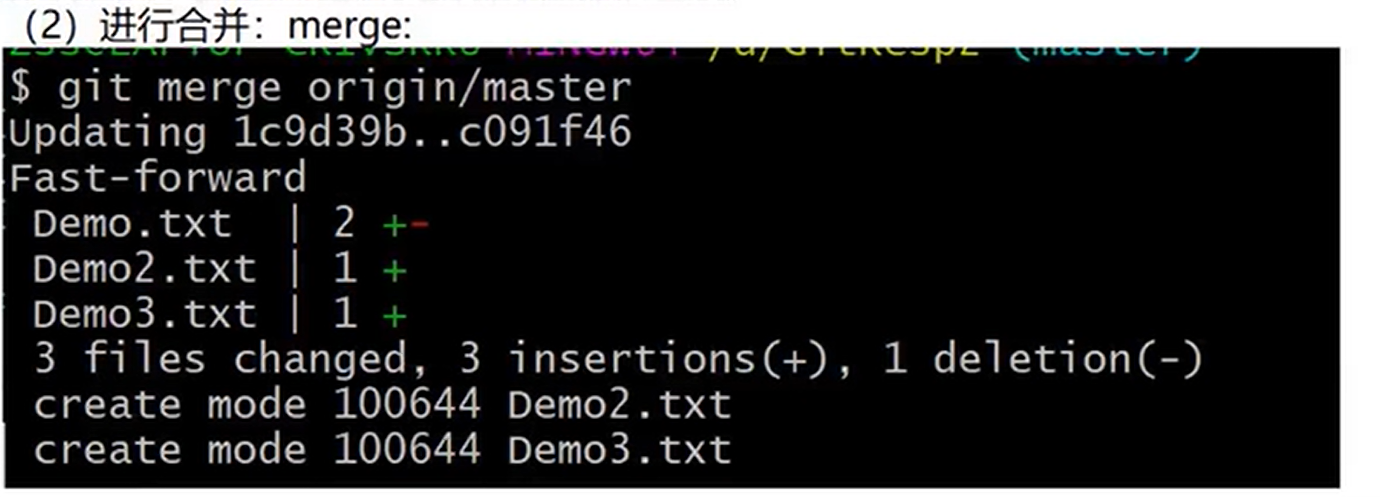 （2）进行合并：merge:
/d/GitResp2 (master)
$ git merge origin/master
Updating 1c9d39b..c091f46
Fast-forward
Demo.txt | 2 +-
Demo2.txt | 1 +
Demo3.txt | 1 +
3 files changed, 3 insertions(+), 1 deletion(-)
create mode 100644 Demo2.txt
create mode 100644 Demo3.txt